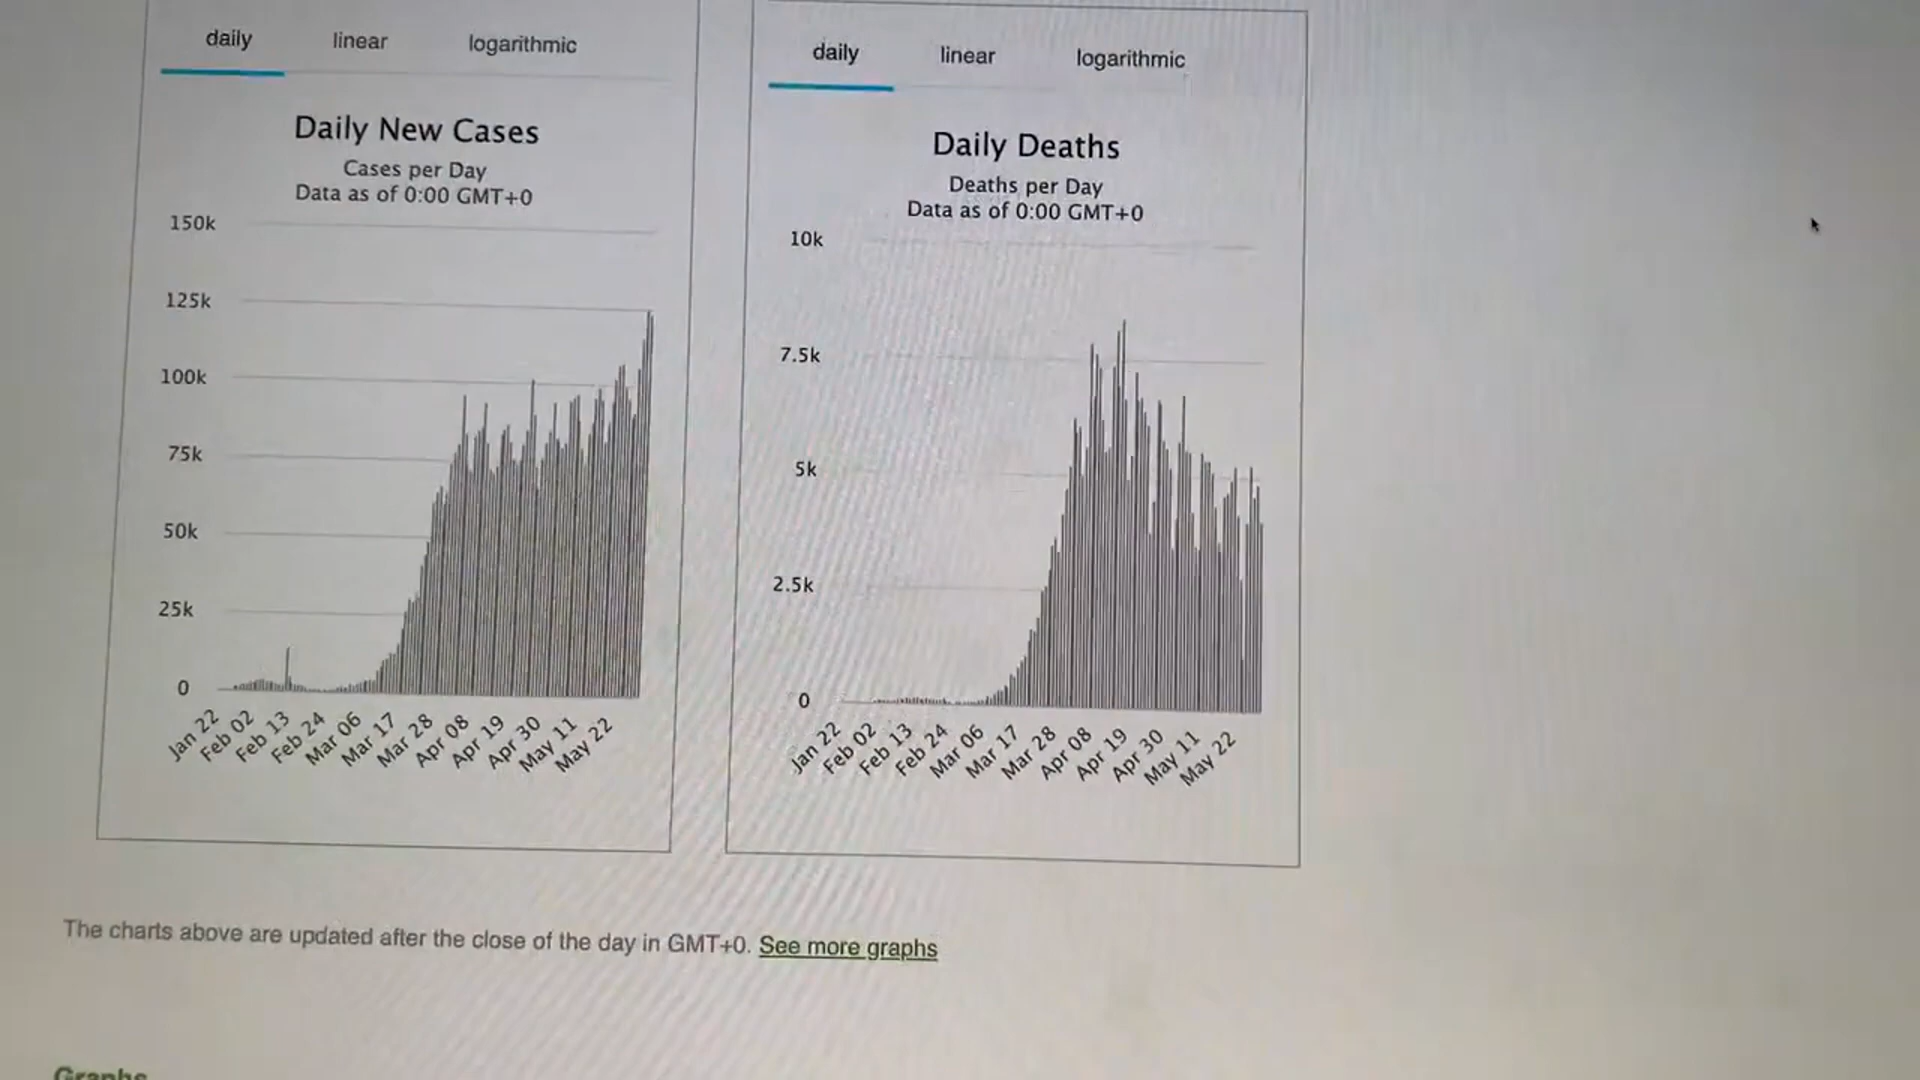 daily linear logarithmic
Daily New Cases
Cases per Day
Data as of 0:00 GMT+0
150k
125k
100k
75k
50k
25k
0
Jan 22
Feb 02
Feb 13
Feb 24
Mar 06
Mar 17
Mar 28
Apr 08
Apr 19
Apr 30
May 11
May 22
daily linear logarithmic
Daily Deaths
Deaths per Day
Data as of 0:00 GMT+0
10k
7.5k
5k
2.5k
0
Jan 22
Feb 02
Feb 13
Feb 24
Mar 06
Mar 17
Mar 28
Apr 08
Apr 19
Apr 30
May 11
May 22
The charts above are updated after the close of the day in GMT+0. See more graphs
Graphs